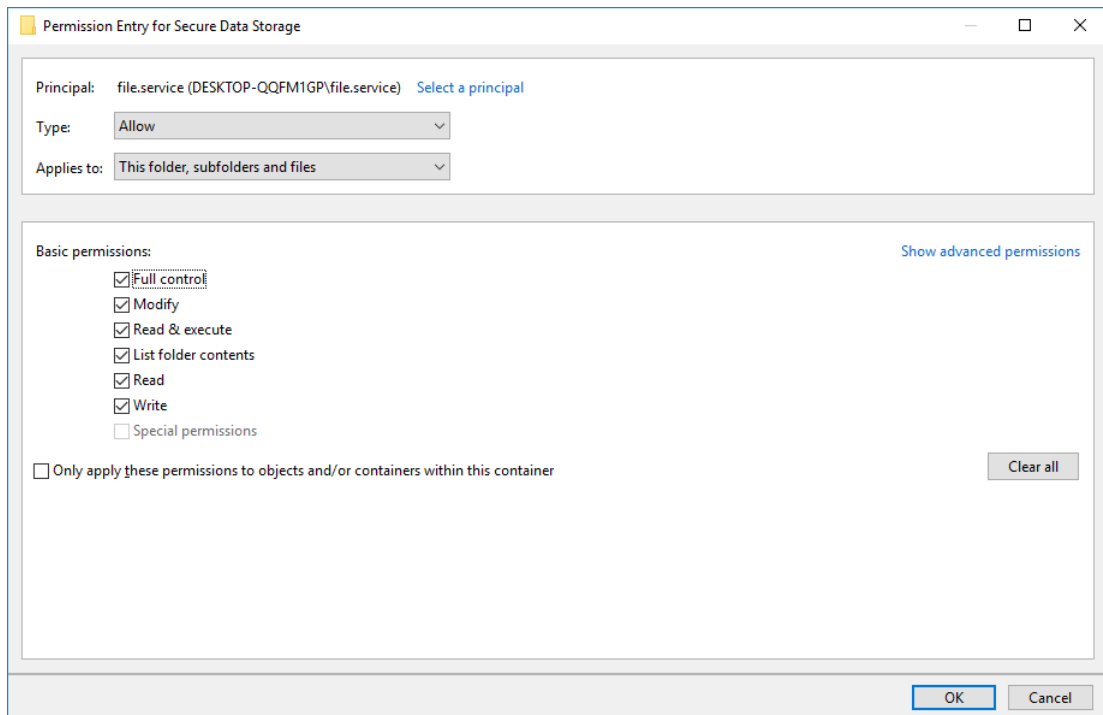 Permission Entry for Secure Data Storage
Principal: file.service (DESKTOP-QQFM1GP\file.service) Select a principal
Type: Allow
Applies to: This folder, subfolders and files
Basic permissions: Show advanced permissions
Full control
Modify
Read & execute
List folder contents
Read
Write
Special permissions
Only apply these permissions to objects and/or containers within this container
Clear all
OK Cancel